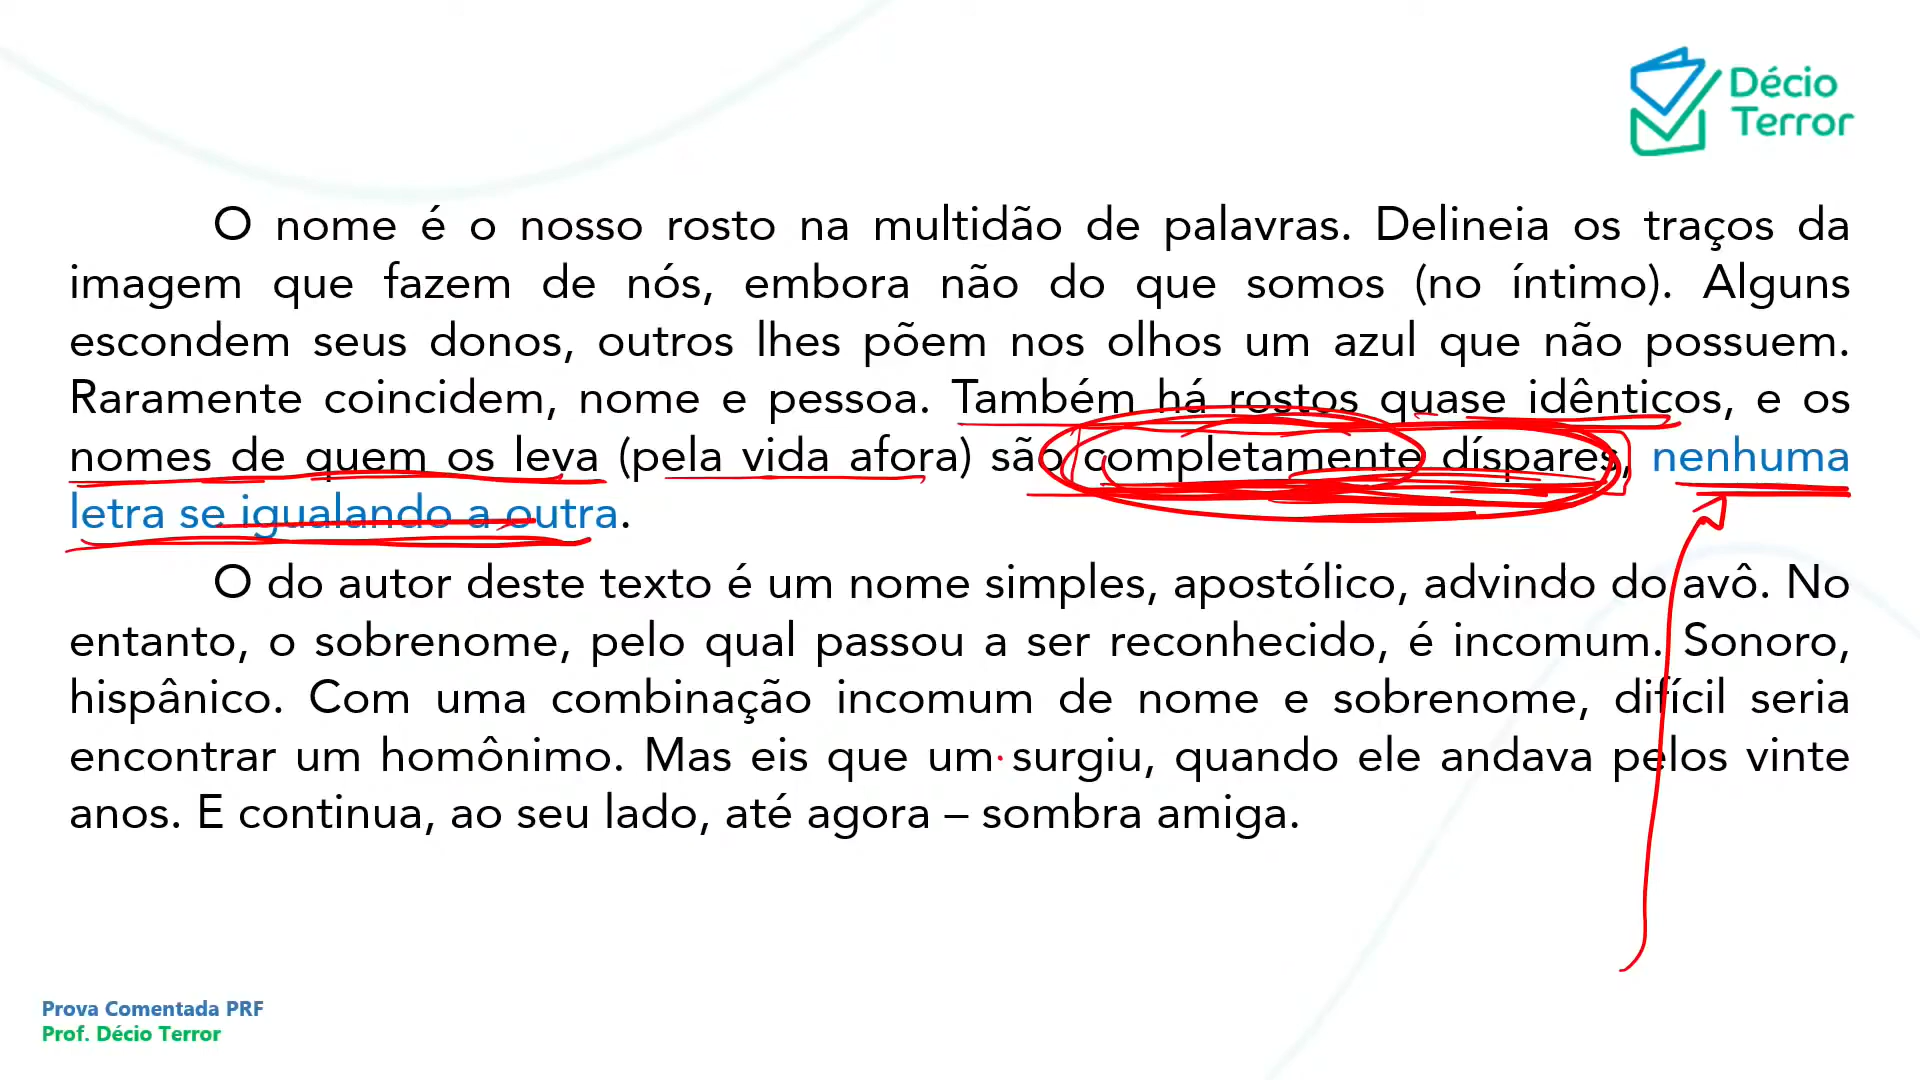 Décio
Terror
O nome é o nosso rosto na multidão de palavras. Delineia os traços da
imagem que fazem de nós, embora não do que somos (no íntimo). Alguns
escondem seus donos, outros lhes põem nos olhos um azul que não possuem.
Raramente coincidem, nome e pessoa. Também há rostos quase idênticos, e os
nomes de quem os leva (pela vida afora) são completamente díspares, nenhuma
letra se igualando a outra.
O do autor deste texto é um nome simples, apostólico, advindo do avô. No
entanto, o sobrenome, pelo qual passou a ser reconhecido, é incomum. Sonoro,
hispânico. Com uma combinação incomum de nome e sobrenome, difícil seria
encontrar um homônimo. Mas eis que um surgiu, quando ele andava pelos vinte
anos. E continua, ao seu lado, até agora – sombra amiga.
Prova Comentada PRF
Prof. Décio Terror